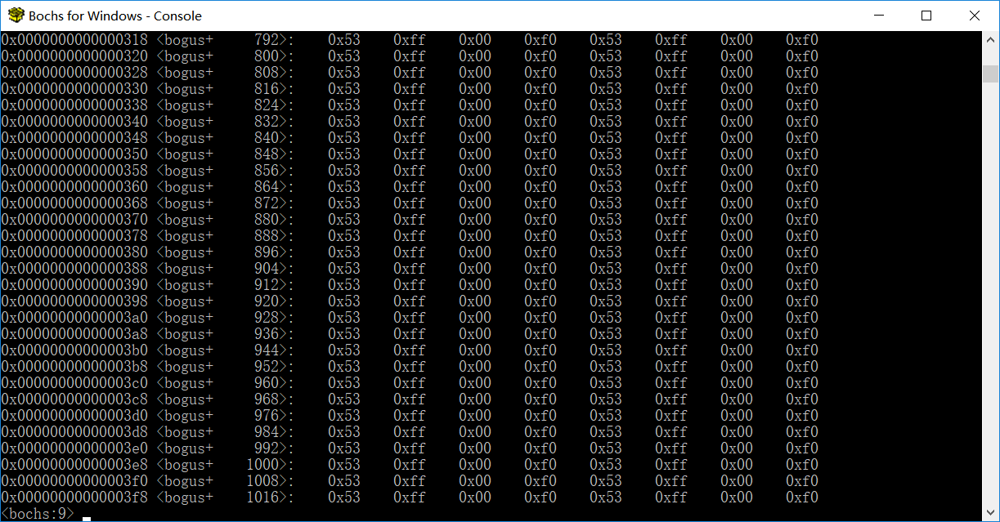 Bochs for Windows - Console
0x0000000000000318 <bogus+     792>:    0x53    0xff    0x00    0xf0    0x53    0xff    0x00    0xf0
0x0000000000000320 <bogus+     800>:    0x53    0xff    0x00    0xf0    0x53    0xff    0x00    0xf0
0x0000000000000328 <bogus+     808>:    0x53    0xff    0x00    0xf0    0x53    0xff    0x00    0xf0
0x0000000000000330 <bogus+     816>:    0x53    0xff    0x00    0xf0    0x53    0xff    0x00    0xf0
0x0000000000000338 <bogus+     824>:    0x53    0xff    0x00    0xf0    0x53    0xff    0x00    0xf0
0x0000000000000340 <bogus+     832>:    0x53    0xff    0x00    0xf0    0x53    0xff    0x00    0xf0
0x0000000000000348 <bogus+     840>:    0x53    0xff    0x00    0xf0    0x53    0xff    0x00    0xf0
0x0000000000000350 <bogus+     848>:    0x53    0xff    0x00    0xf0    0x53    0xff    0x00    0xf0
0x0000000000000358 <bogus+     856>:    0x53    0xff    0x00    0xf0    0x53    0xff    0x00    0xf0
0x0000000000000360 <bogus+     864>:    0x53    0xff    0x00    0xf0    0x53    0xff    0x00    0xf0
0x0000000000000368 <bogus+     872>:    0x53    0xff    0x00    0xf0    0x53    0xff    0x00    0xf0
0x0000000000000370 <bogus+     880>:    0x53    0xff    0x00    0xf0    0x53    0xff    0x00    0xf0
0x0000000000000378 <bogus+     888>:    0x53    0xff    0x00    0xf0    0x53    0xff    0x00    0xf0
0x0000000000000380 <bogus+     896>:    0x53    0xff    0x00    0xf0    0x53    0xff    0x00    0xf0
0x0000000000000388 <bogus+     904>:    0x53    0xff    0x00    0xf0    0x53    0xff    0x00    0xf0
0x0000000000000390 <bogus+     912>:    0x53    0xff    0x00    0xf0    0x53    0xff    0x00    0xf0
0x0000000000000398 <bogus+     920>:    0x53    0xff    0x00    0xf0    0x53    0xff    0x00    0xf0
0x00000000000003a0 <bogus+     928>:    0x53    0xff    0x00    0xf0    0x53    0xff    0x00    0xf0
0x00000000000003a8 <bogus+     936>:    0x53    0xff    0x00    0xf0    0x53    0xff    0x00    0xf0
0x00000000000003b0 <bogus+     944>:    0x53    0xff    0x00    0xf0    0x53    0xff    0x00    0xf0
0x00000000000003b8 <bogus+     952>:    0x53    0xff    0x00    0xf0    0x53    0xff    0x00    0xf0
0x00000000000003c0 <bogus+     960>:    0x53    0xff    0x00    0xf0    0x53    0xff    0x00    0xf0
0x00000000000003c8 <bogus+     968>:    0x53    0xff    0x00    0xf0    0x53    0xff    0x00    0xf0
0x00000000000003d0 <bogus+     976>:    0x53    0xff    0x00    0xf0    0x53    0xff    0x00    0xf0
0x00000000000003d8 <bogus+     984>:    0x53    0xff    0x00    0xf0    0x53    0xff    0x00    0xf0
0x00000000000003e0 <bogus+     992>:    0x53    0xff    0x00    0xf0    0x53    0xff    0x00    0xf0
0x00000000000003e8 <bogus+    1000>:    0x53    0xff    0x00    0xf0    0x53    0xff    0x00    0xf0
0x00000000000003f0 <bogus+    1008>:    0x53    0xff    0x00    0xf0    0x53    0xff    0x00    0xf0
0x00000000000003f8 <bogus+    1016>:    0x53    0xff    0x00    0xf0    0x53    0xff    0x00    0xf0
<bochs:9>